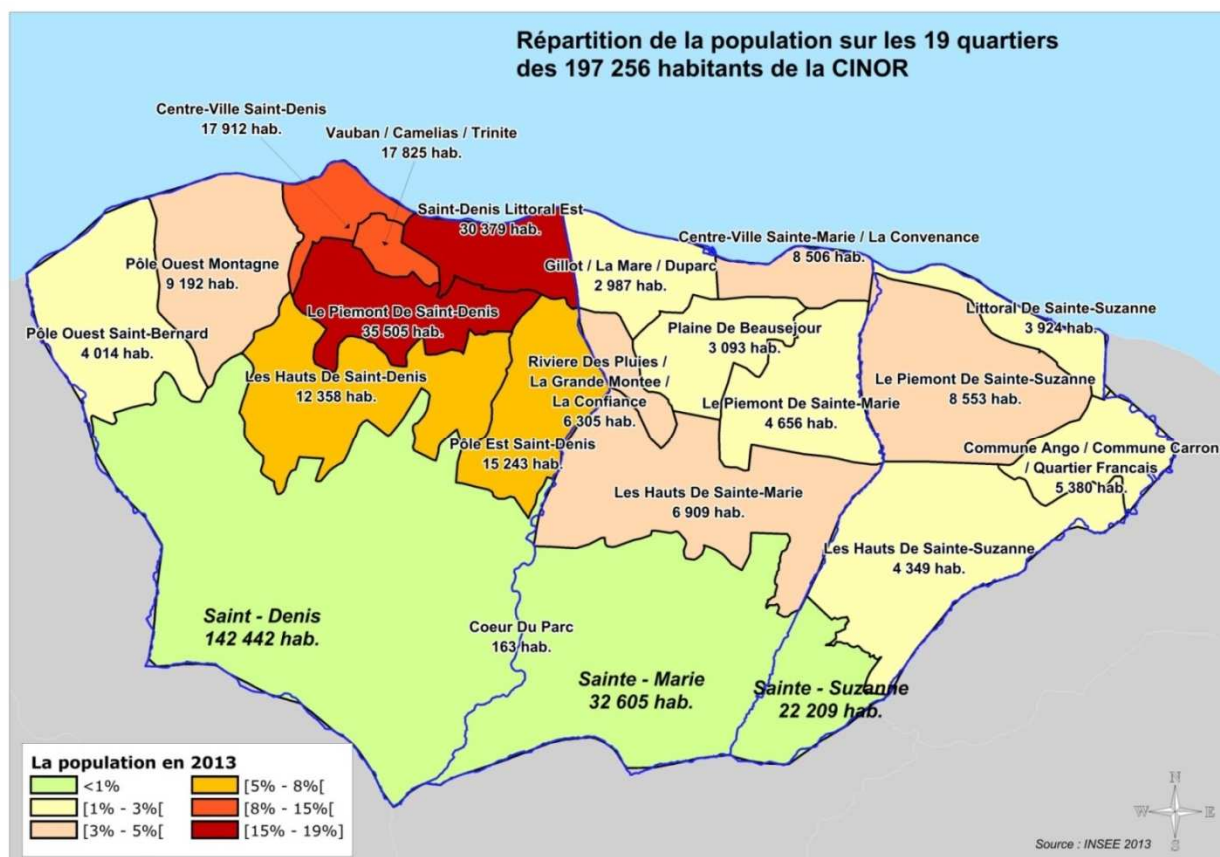 Répartition de la population sur les 19 quartiers
des 197 256 habitants de la CINOR
Centre-Ville Saint-Denis
17 912 hab.
Vauban / Camelias / Trinite
17 825 hab.
Saint-Denis Littoral Est
30 379 hab.
Centre-Ville Sainte-Marie / La Convenance
8 506 hab.
Pôle Ouest Montagne
9 192 hab.
Gillot / La Mare / Duparc
2 987 hab.
Le Piemont De Saint-Denis
35 505 hab.
Littoral De Sainte-Suzanne
3 924 hab.
Pôle Ouest Saint-Bernard
4 014 hab.
Plaine De Beausejour
3 093 hab.
Les Hauts De Saint-Denis
12 358 hab.
Riviere Des Pluies /
La Grande Montee /
La Confiance
6 305 hab.
Le Piemont De Sainte-Suzanne
8 553 hab.
Le Piemont De Sainte-Marie
4 656 hab.
Pôle Est Saint-Denis
15 243 hab.
Commune Ango / Commune Carron
/ Quartier Francais
5 380 hab.
Les Hauts De Sainte-Marie
6 909 hab.
Les Hauts De Sainte-Suzanne
4 349 hab.
Saint - Denis
142 442 hab.
Coeur Du Parc
163 hab.
Sainte - Marie
32 605 hab.
Sainte - Suzanne
22 209 hab.
La population en 2013
<1%
[1% - 3%[
[3% - 5%[
[5% - 8%[
[8% - 15%[
[15% - 19%]
N
W
E
S
Source : INSEE 2013